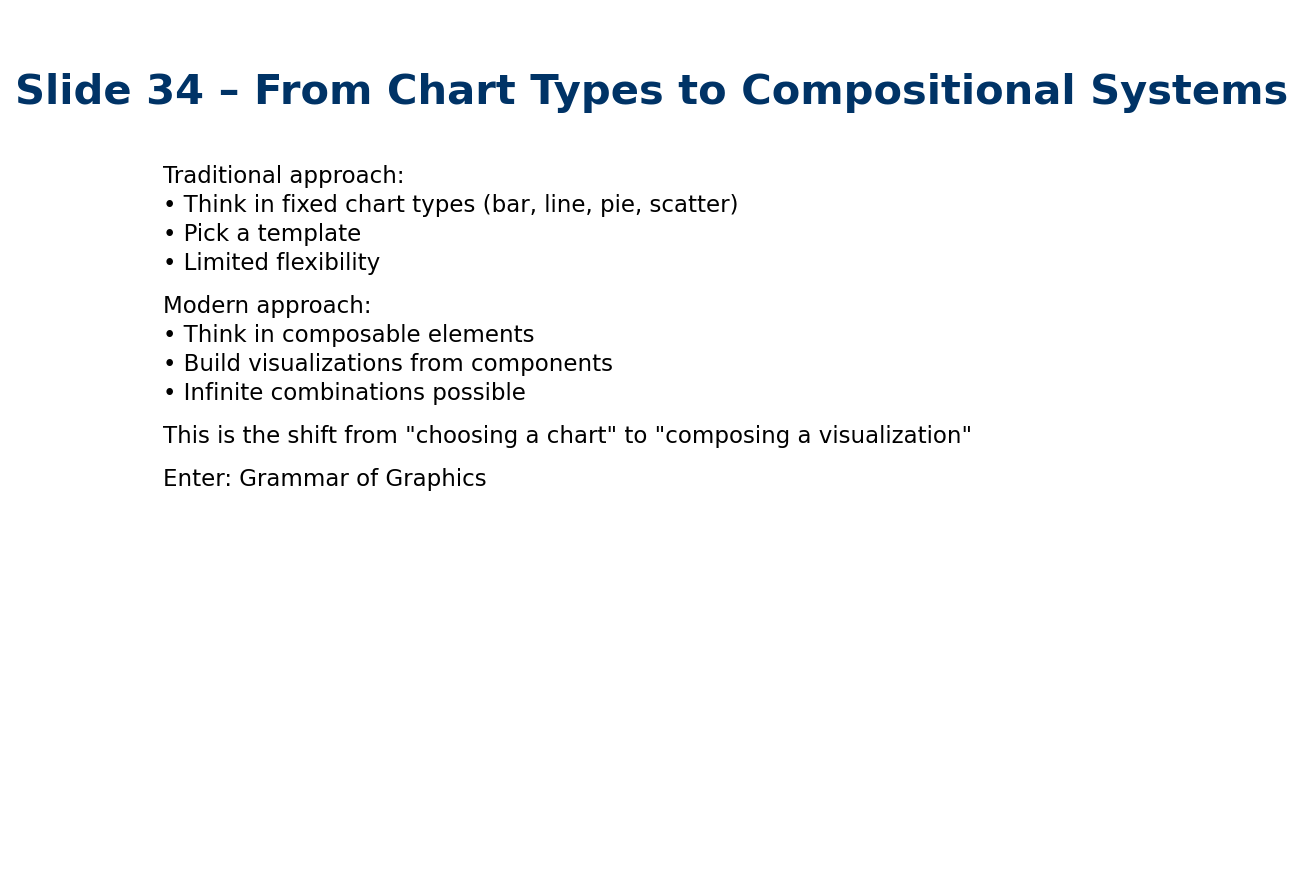 Slide 34 – From Chart Types to Compositional Systems
Traditional approach:
• Think in fixed chart types (bar, line, pie, scatter)
• Pick a template
• Limited flexibility
Modern approach:
• Think in composable elements
• Build visualizations from components
• Infinite combinations possible
This is the shift from "choosing a chart" to "composing a visualization"
Enter: Grammar of Graphics